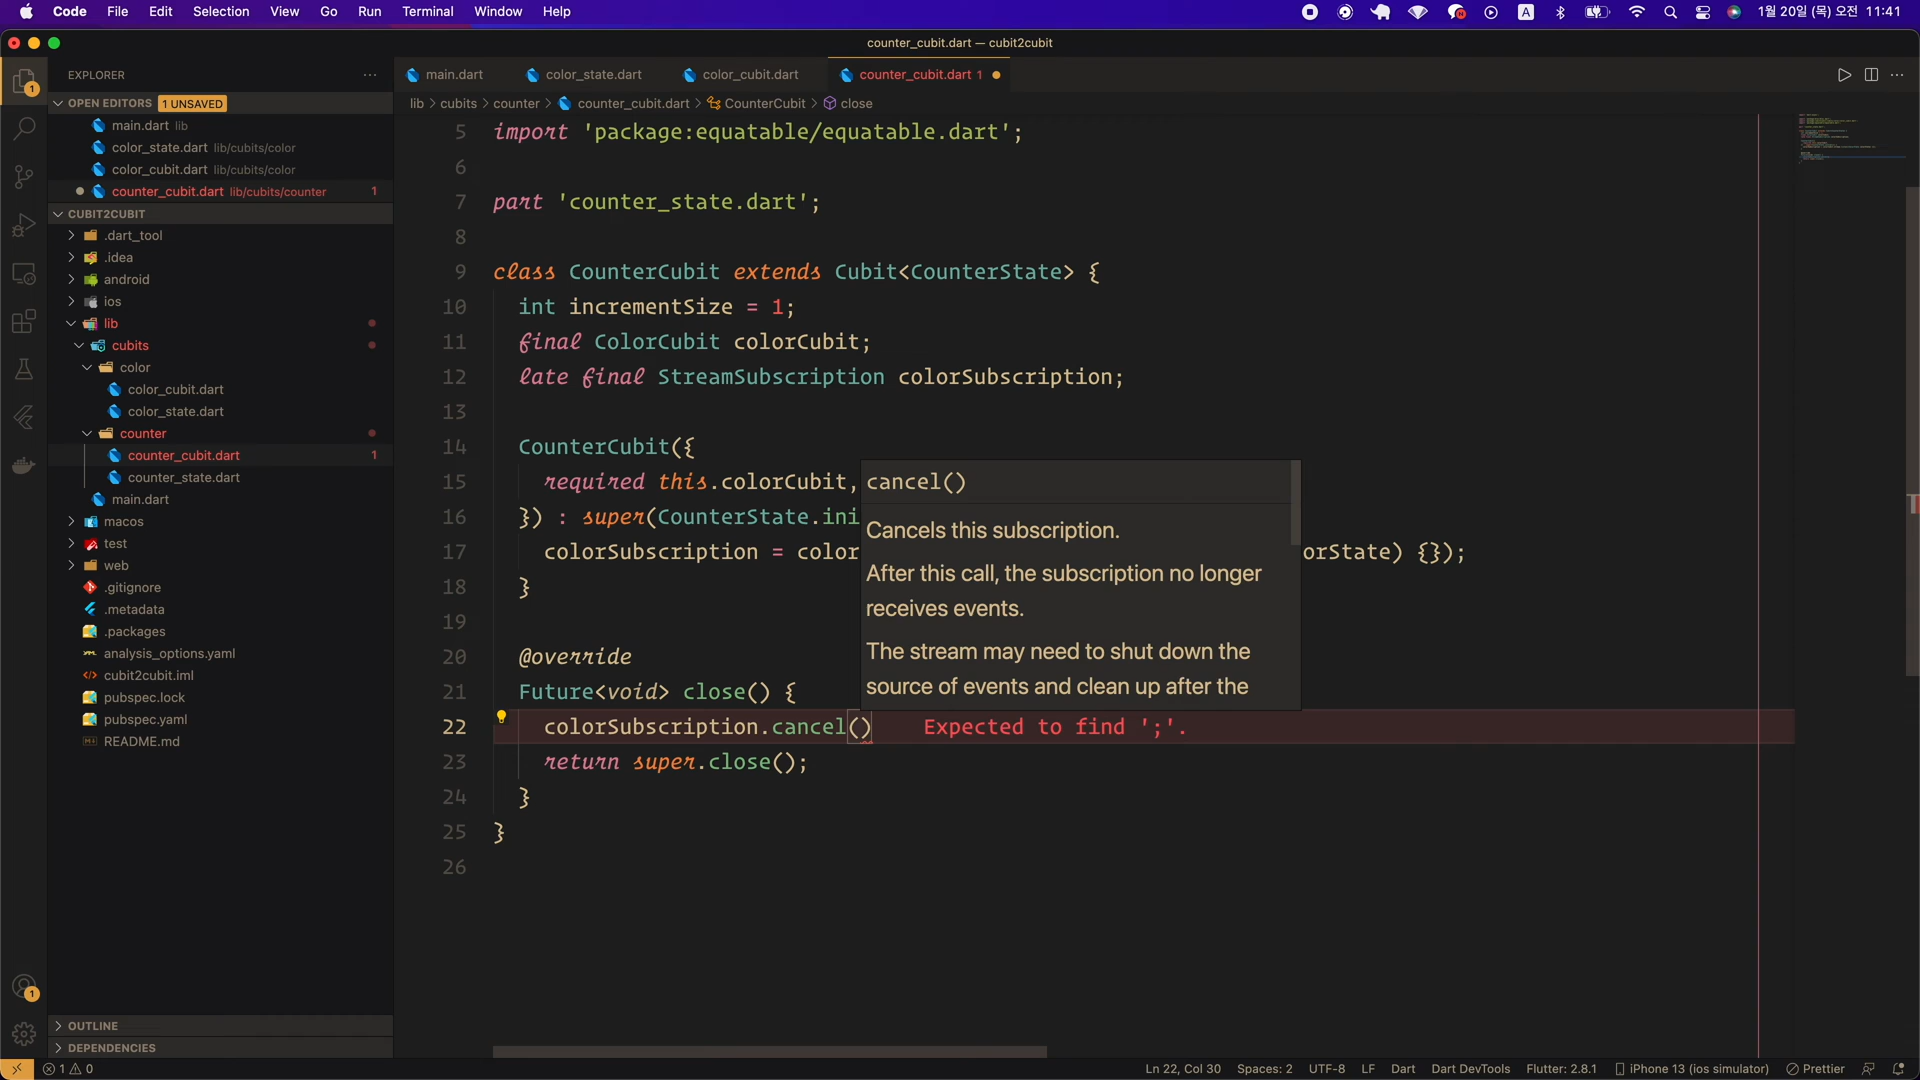 Code File Edit Selection View Go Run Terminal Window Help
A
1월 20일 (목) 오전 11:41
counter_cubit.dart — cubit2cubit
EXPLORER
main.dart color_state.dart color_cubit.dart counter_cubit.dart 1
OPEN EDITORS 1 UNSAVED
main.dart lib
color_state.dart lib/cubits/color
color_cubit.dart lib/cubits/color
counter_cubit.dart lib/cubits/counter 1
CUBIT2CUBIT
.dart_tool
.idea
android
ios
lib
cubits
color
color_cubit.dart
color_state.dart
counter
counter_cubit.dart 1
counter_state.dart
main.dart
macos
test
web
.gitignore
.metadata
.packages
analysis_options.yaml
cubit2cubit.iml
pubspec.lock
pubspec.yaml
README.md
OUTLINE
DEPENDENCIES
1
1
lib > cubits > counter > counter_cubit.dart > CounterCubit > close
5 import 'package:equatable/equatable.dart';
6
7 part 'counter_state.dart';
8
9 class CounterCubit extends Cubit<CounterState> {
10 int incrementSize = 1;
11 final ColorCubit colorCubit;
12 late final StreamSubscription colorSubscription;
13
14 CounterCubit({
15 required this.colorCubit,
16 }) : super(CounterState.ini
17 colorSubscription = color orState) {});
18 }
19
20 @override
21 Future<void> close() {
22 colorSubscription.cancel() Expected to find ';'.
23 return super.close();
24 }
25 }
26
cancel()
Cancels this subscription.
After this call, the subscription no longer
receives events.
The stream may need to shut down the
source of events and clean up after the
1 0
Ln 22, Col 30 Spaces: 2 UTF-8 LF Dart Dart DevTools Flutter: 2.8.1 iPhone 13 (ios simulator) Prettier